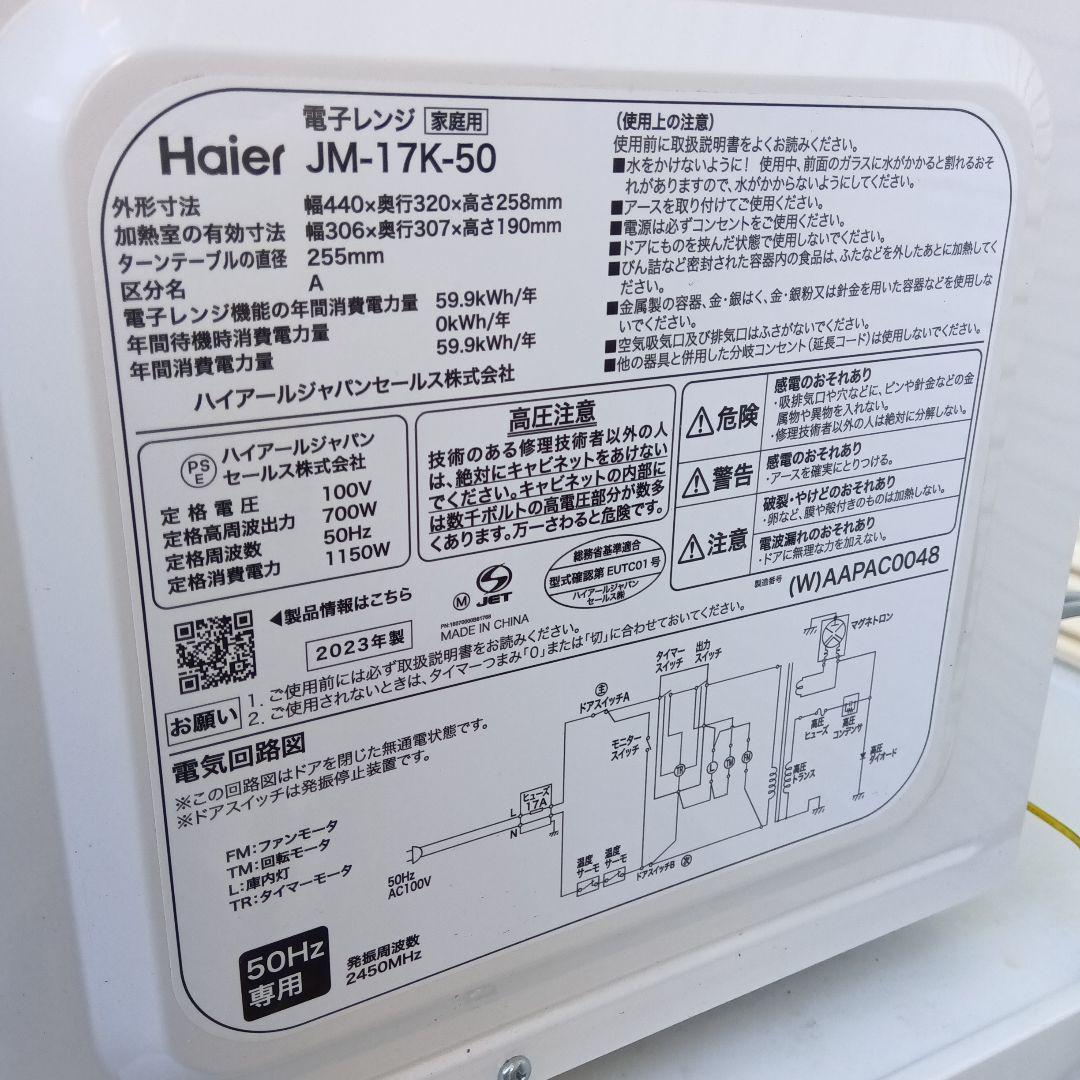 電子レンジ 家庭用
Haier JM-17K-50
外形寸法 幅440×奥行320×高さ258mm
加熱室の有効寸法 幅306×奥行307×高さ190mm
ターンテーブルの直径 255mm
区分名 A
電子レンジ機能の年間消費電力量 59.9kWh/年
年間待機時消費電力量 0kWh/年
年間消費電力量 59.9kWh/年
ハイアールジャパンセールス株式会社
(使用上の注意)
使用前に取扱説明書をよくお読みください。
■水をかけないように! 使用中、前面のガラスに水がかかると割れるおそ
れがありますので、水がかからないようにしてください。
■アースを取り付けてご使用ください。
■電源は必ずコンセントをご使用ください。
■ドアにものを挟んだ状態で使用しないでください。
■びん詰など密封された容器内の食品は、ふたなどを外したあとに加熱してく
ださい。
■金属製の容器、金・銀はく、金・銀粉又は針金を用いた容器などを使用しな
いでください。
■空気吸気口及び排気口はふさがないでください。
■他の器具と併用した分岐コンセント(延長コード)は使用しないでください。
PS
E
ハイアールジャパン
セールス株式会社
定格電圧 100V
定格高周波出力 700W
定格周波数 50Hz
定格消費電力 1150W
高圧注意
技術のある修理技術者以外の人
は、絶対にキャビネットをあけない
でください。キャビネットの内部に
は数千ボルトの高電圧部分が数多
くあります。万一さわると危険です。
危険
感電のおそれあり
・吸排気口や穴などに、ピンや針金などの金
属物や異物を入れない。
・修理技術者以外の人は絶対に分解しない。
警告
感電のおそれあり
・アースを確実にとりつける。
注意
破裂・やけどのおそれあり
・卵など、膜や殻付きのものは加熱しない。
電波漏れのおそれあり
・ドアに無理な力を加えない。
◀製品情報はこちら
2023年製
M JET
MADE IN CHINA
総務省基準適合
型式確認第 EUTC01号
ハイアールジャパン
セールス㈱
製造番号 (W)AAPAC0048
お願い
1. ご使用前には必ず取扱説明書をお読みください。
2. ご使用されないときは、タイマーつまみ「0」または「切」に合わせておいてください。
電気回路図
※この回路図はドアを閉じた無通電状態です。
※ドアスイッチは発振停止装置です。
FM:ファンモータ
TM:回転モータ
L:庫内灯
TR:タイマーモータ
50Hz
専用
発振周波数
2450MHz
50Hz
AC100V
L
N
ヒューズ
17A
主
ドアスイッチA
モニター
スイッチ
タイマー
スイッチ
出力
スイッチ
TR
L
TM
温度
サーモ
温度
サーモ
ドアスイッチB
マグネトロン
高圧
ヒューズ
高圧
コンデンサ
高圧
ダイオード
高圧
トランス